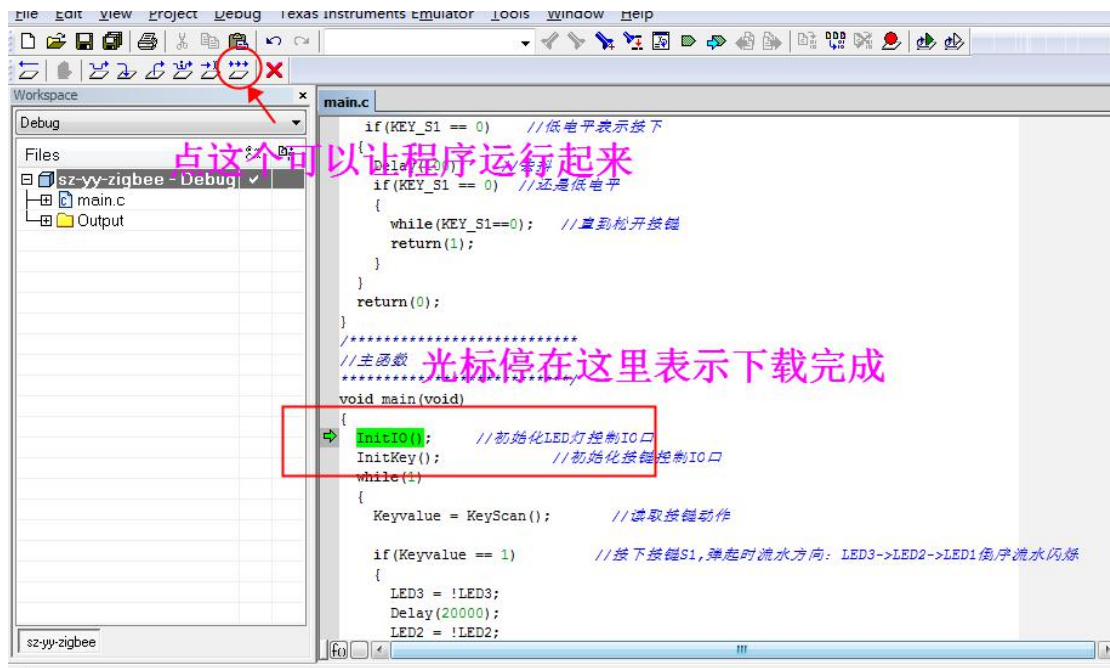 File Edit View Project Debug Texas Instruments Emulator Tools Window Help
Workspace
main.c
Debug
Files
点这个可以让程序运行起来
sz-yy-zigbee - Debug
main.c
Output
if(KEY_S1 == 0) //低电平表示按下
{
if(KEY_S1 == 0) //还是低电平
{
while(KEY_S1==0); //直到松开按键
return(1);
}
}
return(0);
}
/***************************
//主函数
光标停在这里表示下载完成
***************************/
void main(void)
{
InitIO(); //初始化LED灯控制IO口
InitKey(); //初始化按键控制IO口
while(1)
{
Keyvalue = KeyScan(); //读取按键动作
if(Keyvalue == 1) //按下按键S1,弹起时流水方向: LED3->LED2->LED1倒序流水闪烁
{
LED3 = !LED3;
Delay(20000);
LED2 = !LED2;
sz-yy-zigbee